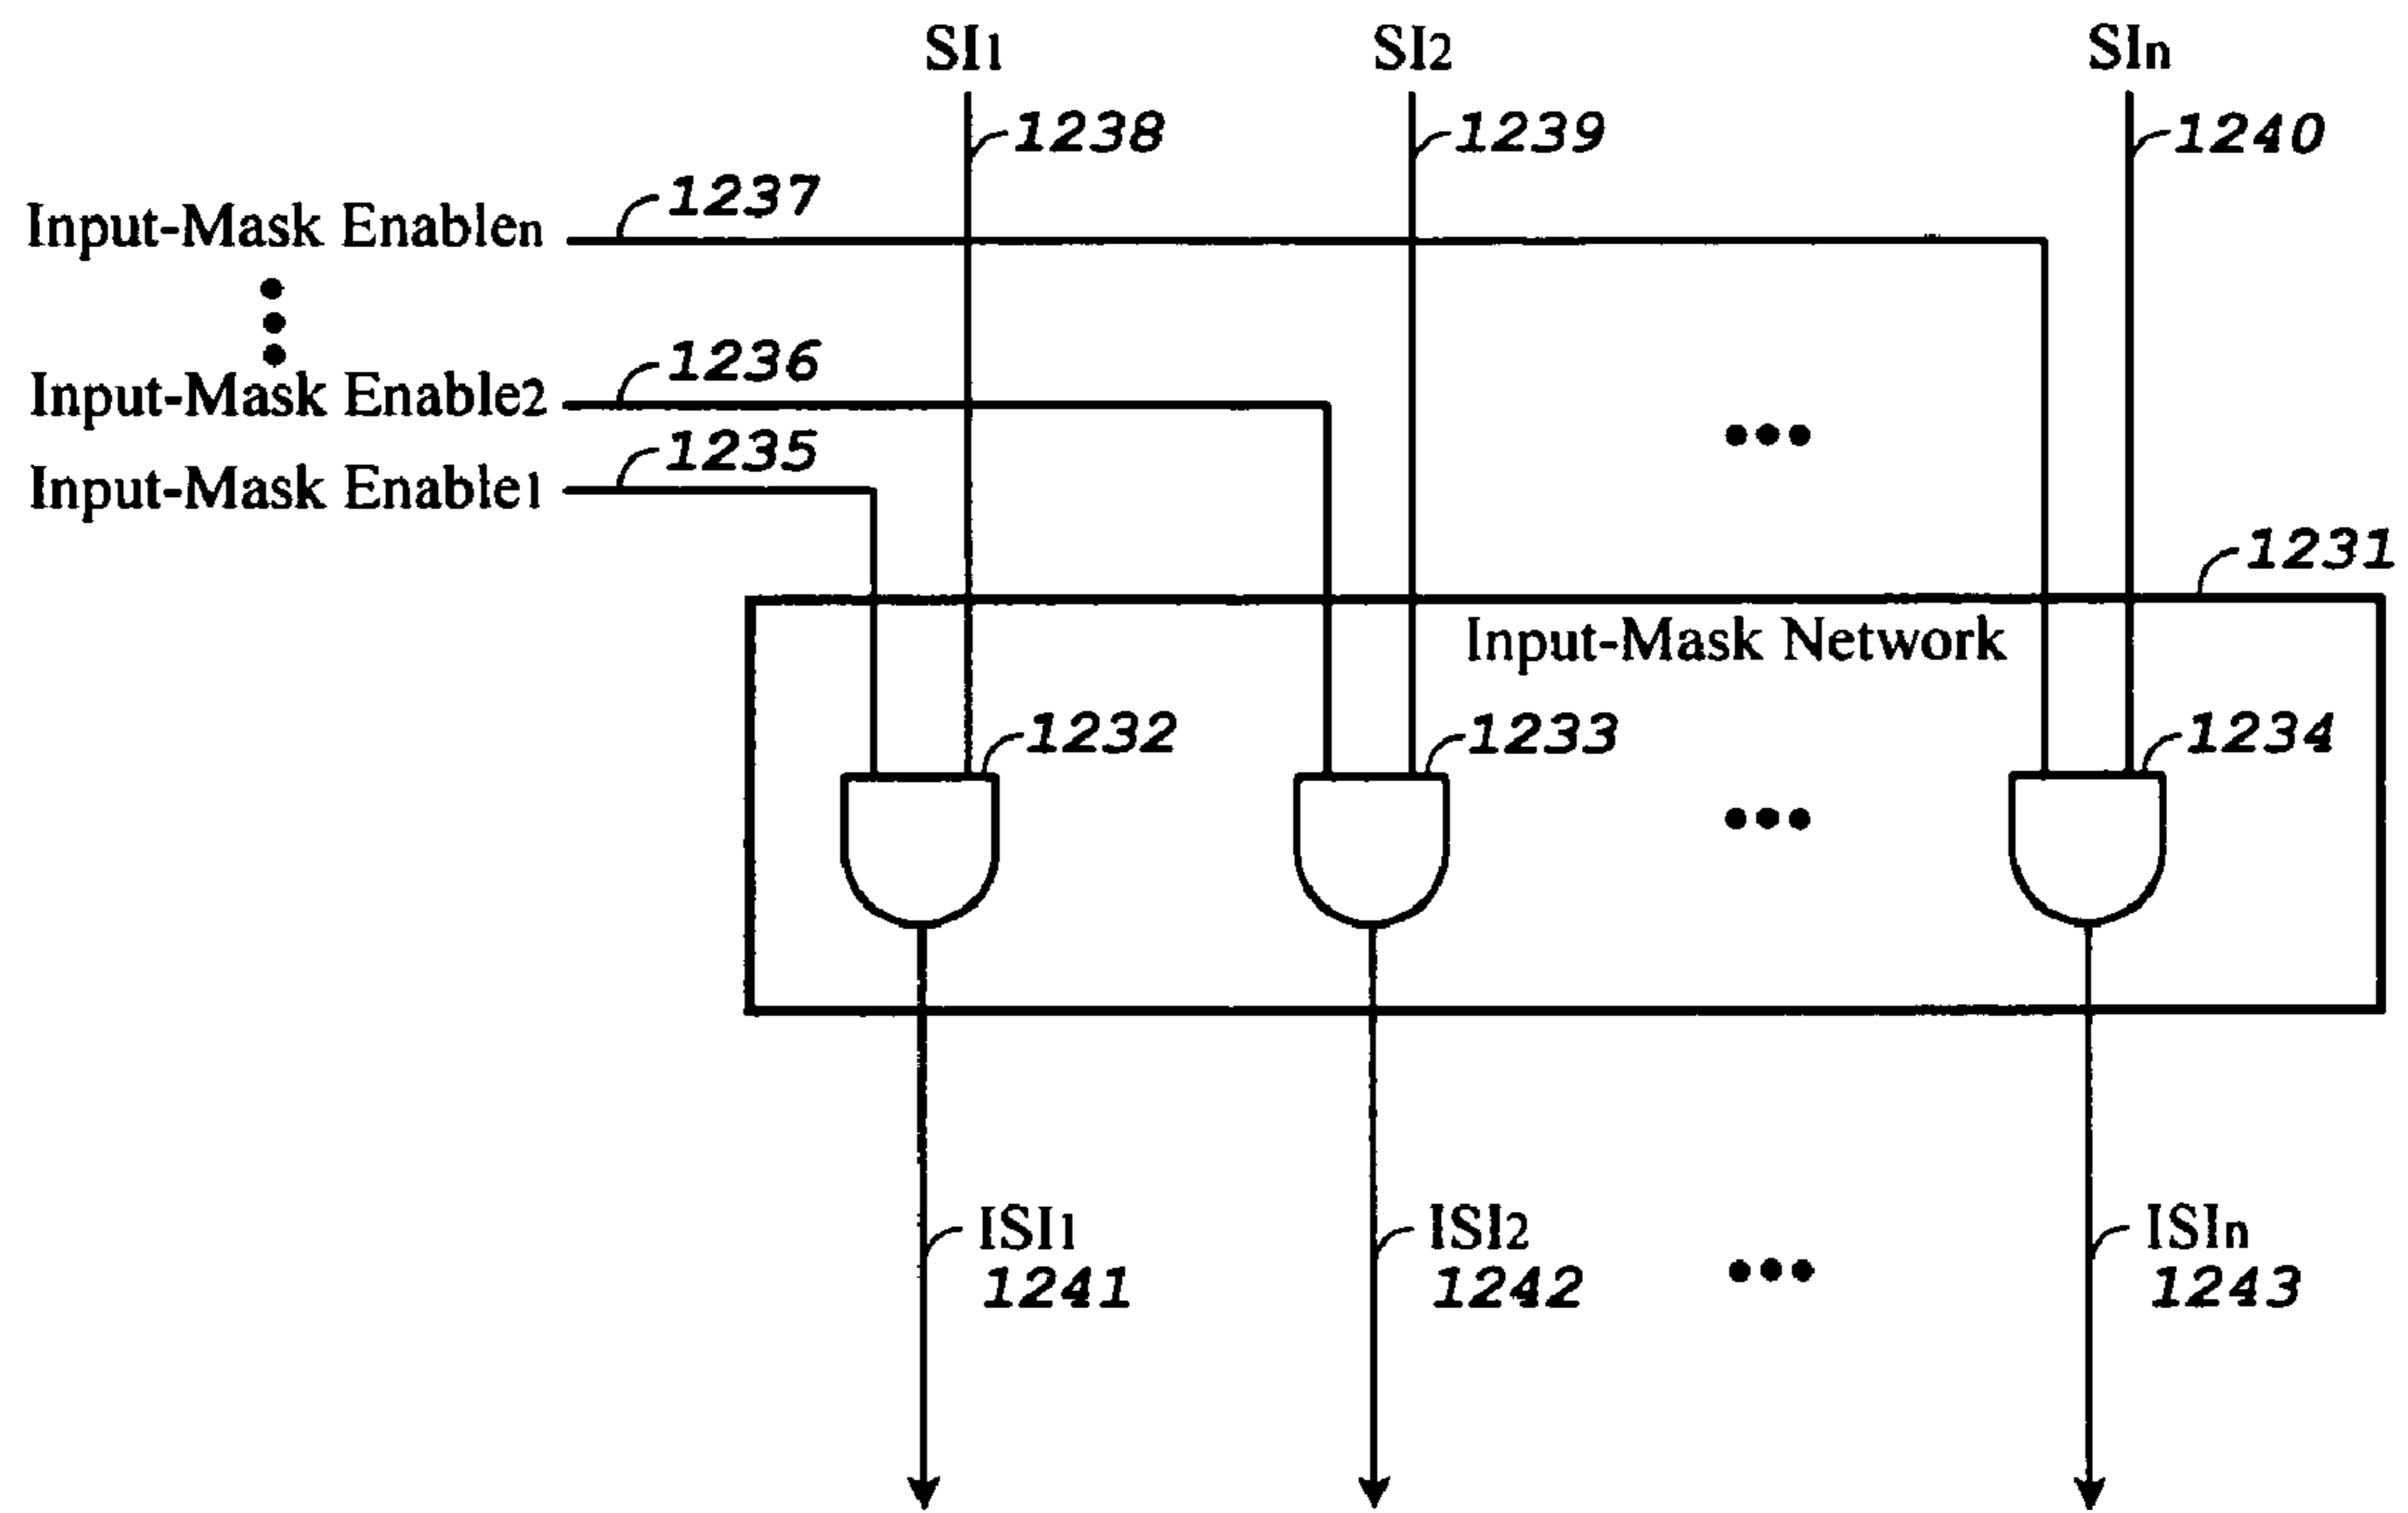 SI1 SI2 SIn
1238 1239 1240
1237
Input-Mask Enablen
1236
Input-Mask Enable2
1235
Input-Mask Enable1
1231
Input-Mask Network
1232 1233 1234
ISI1 ISI2 ISIn
1241 1242 1243